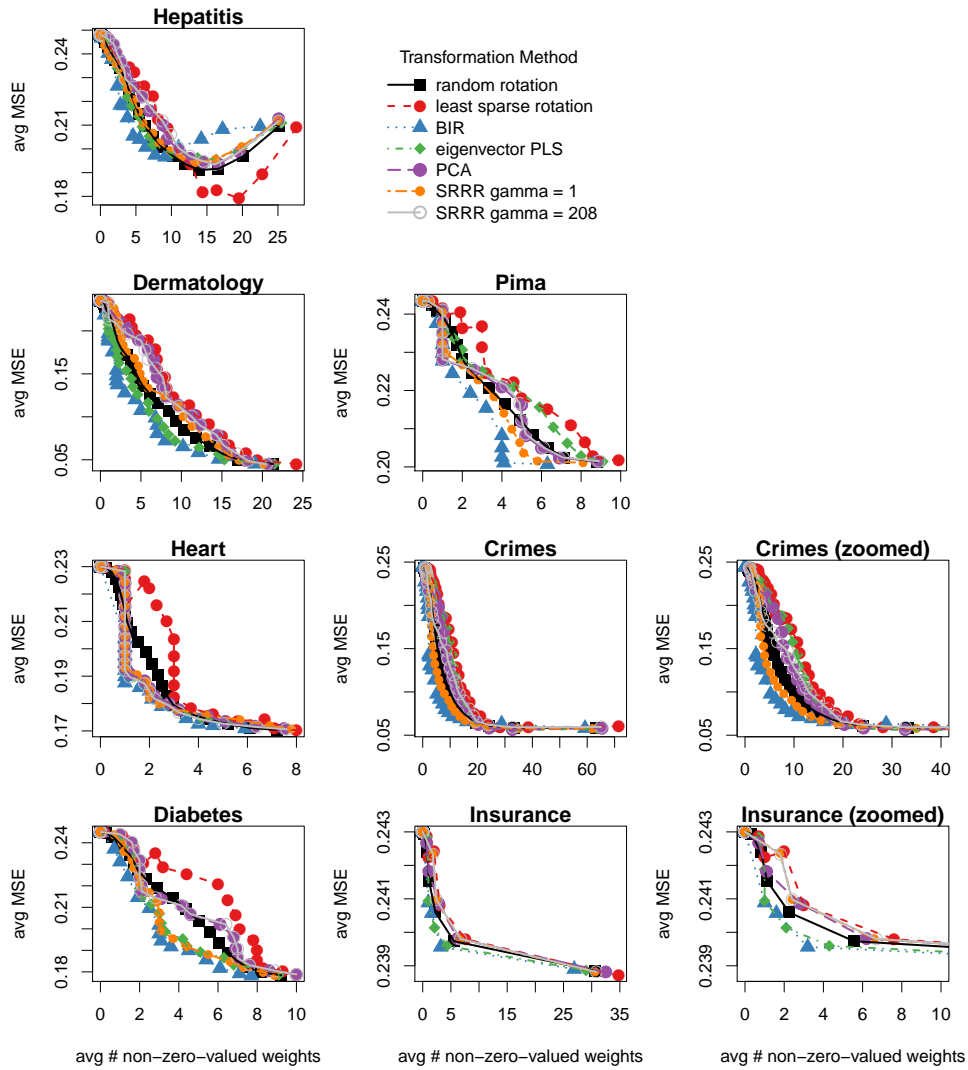 Hepatitis
avg MSE
0.18
0.21
0.24
0 5 10 15 20 25
Transformation Method
random rotation
least sparse rotation
BIR
eigenvector PLS
PCA
SRRR gamma = 1
SRRR gamma = 208
Dermatology
avg MSE
0.05
0.15
0 5 10 15 20 25
Pima
avg MSE
0.20
0.22
0.24
0 2 4 6 8 10
Heart
avg MSE
0.17
0.19
0.21
0.23
0 2 4 6 8
Crimes
avg MSE
0.05
0.15
0.25
0 20 40 60
Crimes (zoomed)
avg MSE
0.05
0.15
0.25
0 10 20 30 40
Diabetes
avg MSE
0.18
0.21
0.24
0 2 4 6 8 10
avg # non−zero−valued weights
Insurance
avg MSE
0.239
0.241
0.243
0 5 15 25 35
avg # non−zero−valued weights
Insurance (zoomed)
avg MSE
0.239
0.241
0.243
0 2 4 6 8 10
avg # non−zero−valued weights